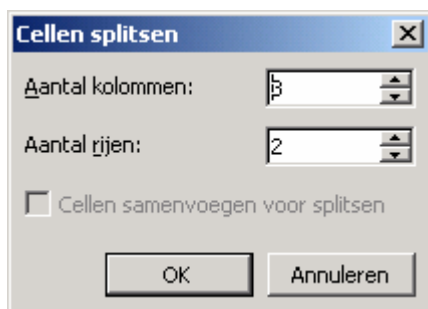 Cellen splitsen
Aantal kolommen: 3
Aantal rijen: 2
Cellen samenvoegen voor splitsen
OK Annuleren